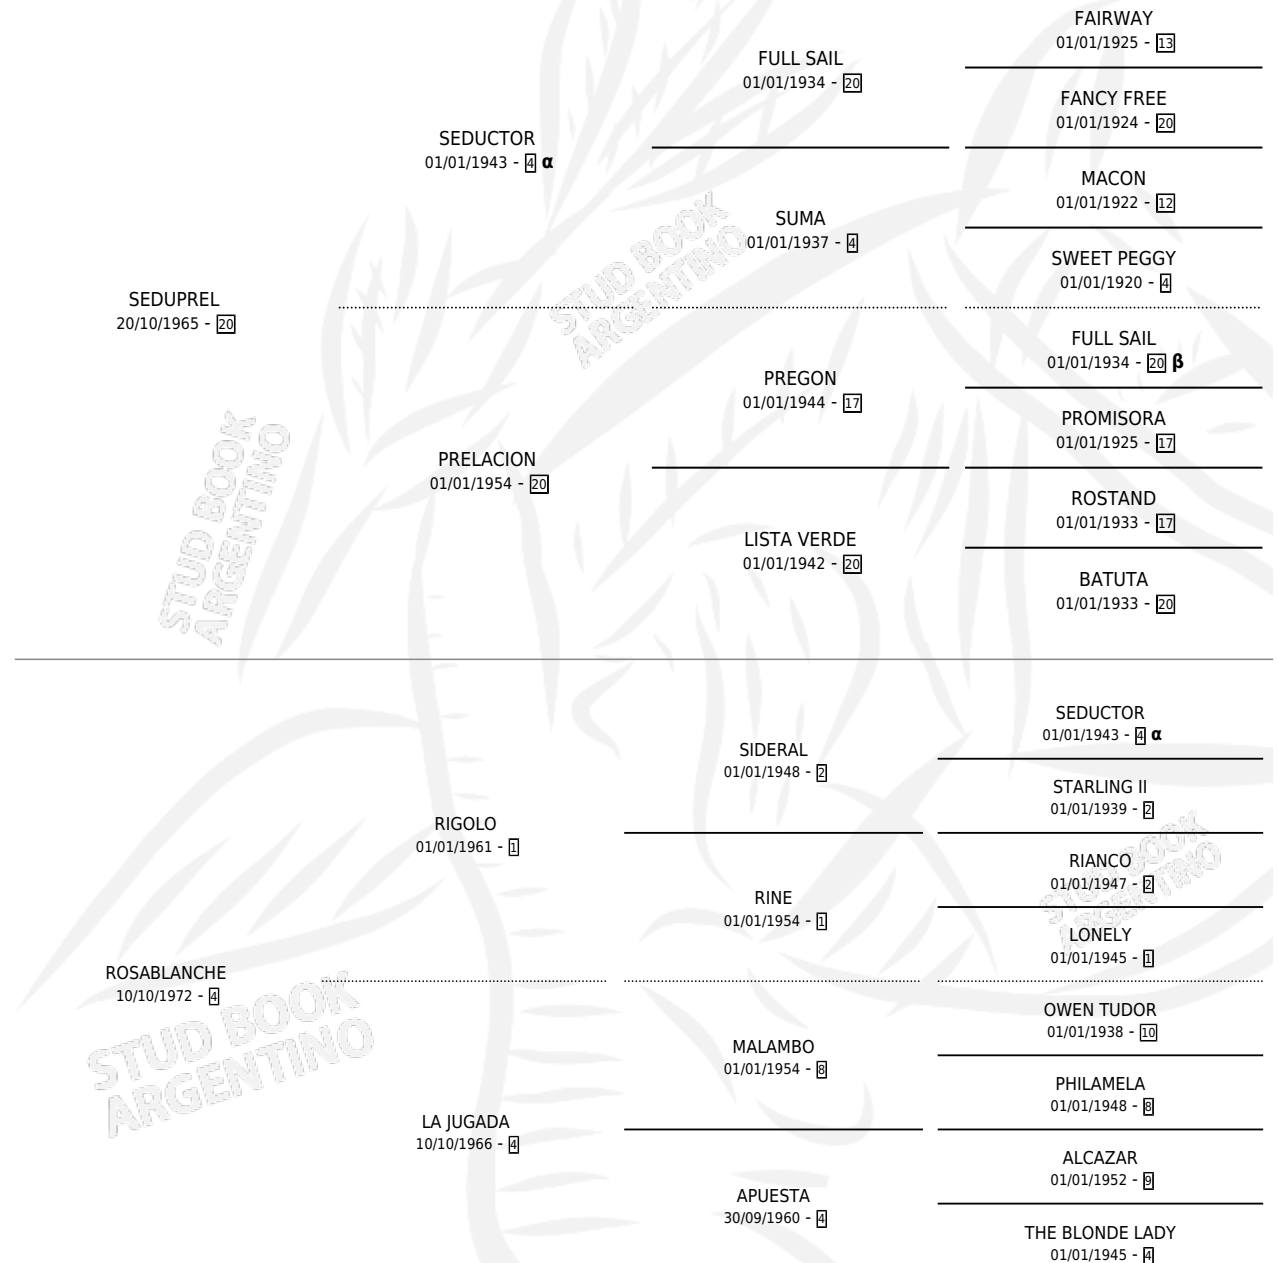 FAIRWAY
01/01/1925 - 13
FULL SAIL
01/01/1934 - 20
FANCY FREE
01/01/1924 - 20
SEDUCTOR
01/01/1943 - 4 α
MACON
01/01/1922 - 12
SUMA
01/01/1937 - 4
SWEET PEGGY
01/01/1920 - 4
SEDUPREL
20/10/1965 - 20
FULL SAIL
01/01/1934 - 20 β
PREGON
01/01/1944 - 17
PROMISORA
01/01/1925 - 17
PRELACION
01/01/1954 - 20
ROSTAND
01/01/1933 - 17
LISTA VERDE
01/01/1942 - 20
BATUTA
01/01/1933 - 20
SEDUCTOR
01/01/1943 - 4 α
SIDERAL
01/01/1948 - 2
STARLING II
01/01/1939 - 2
RIGOLO
01/01/1961 - 1
RIANCO
01/01/1947 - 2
RINE
01/01/1954 - 1
LONELY
01/01/1945 - 1
ROSABLANCHE
10/10/1972 - 4
OWEN TUDOR
01/01/1938 - 10
MALAMBO
01/01/1954 - 8
PHILAMELA
01/01/1948 - 8
LA JUGADA
10/10/1966 - 4
ALCAZAR
01/01/1952 - 9
APUESTA
30/09/1960 - 4
THE BLONDE LADY
01/01/1945 - 4
STUD BOOK
ARGENTINO
STUD BOOK
ARGENTINO
STUD BOOK
ARGENTINO
STUD BOOK
ARGENTINO